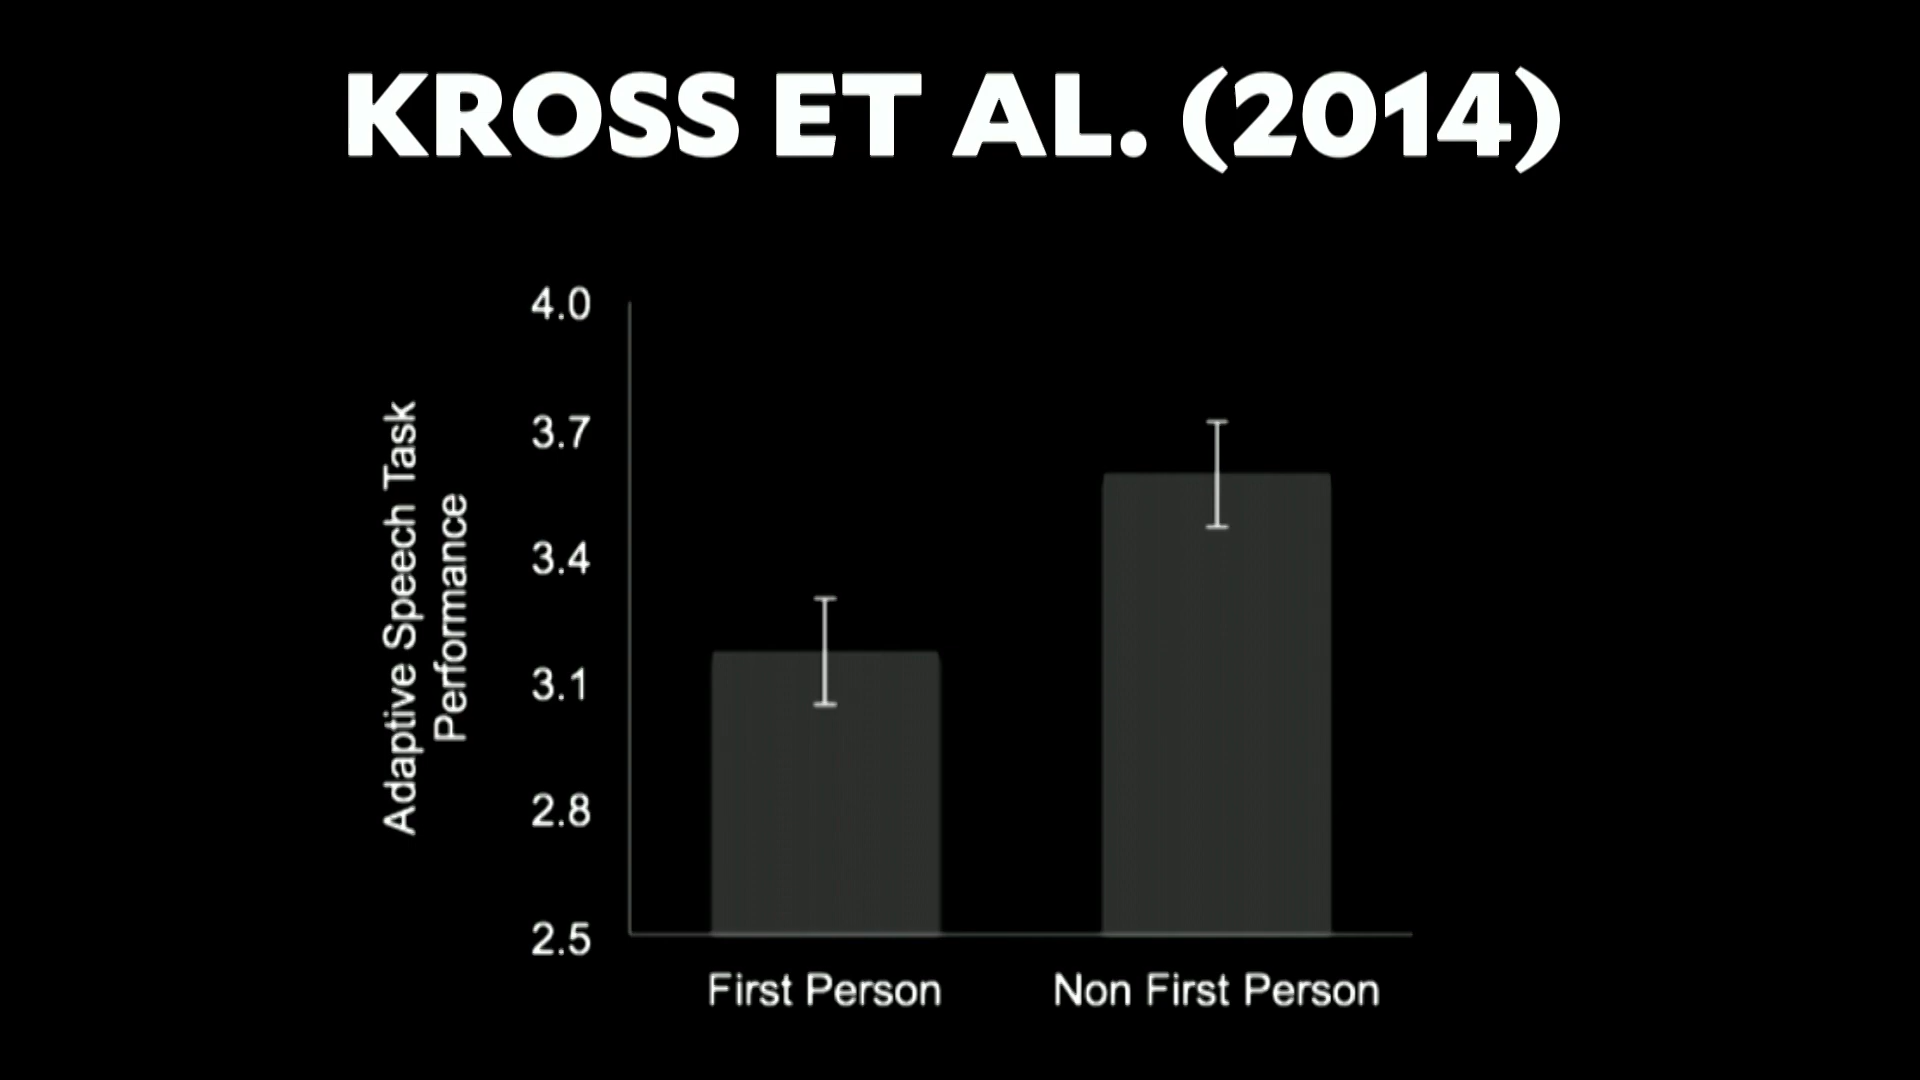 KROSS ET AL. (2014)
4.0
3.7
3.4
3.1
2.8
2.5
Adaptive Speech Task
Performance
First Person
Non First Person